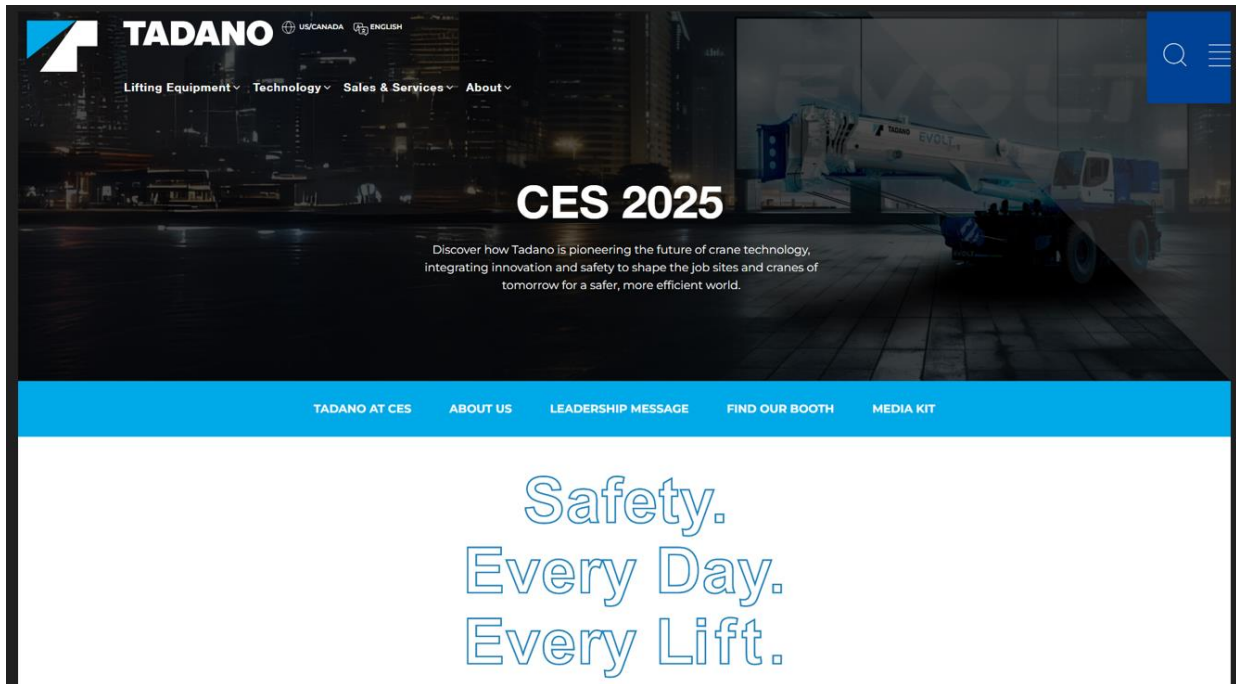 TADANO
US/CANADA ENGLISH
Lifting Equipment Technology Sales & Services About
EVOLT
TADANO EVOLT
CES 2025
Discover how Tadano is pioneering the future of crane technology,
integrating innovation and safety to shape the job sites and cranes of
tomorrow for a safer, more efficient world.
TADANO AT CES ABOUT US LEADERSHIP MESSAGE FIND OUR BOOTH MEDIA KIT
Safety.
Every Day.
Every Lift.